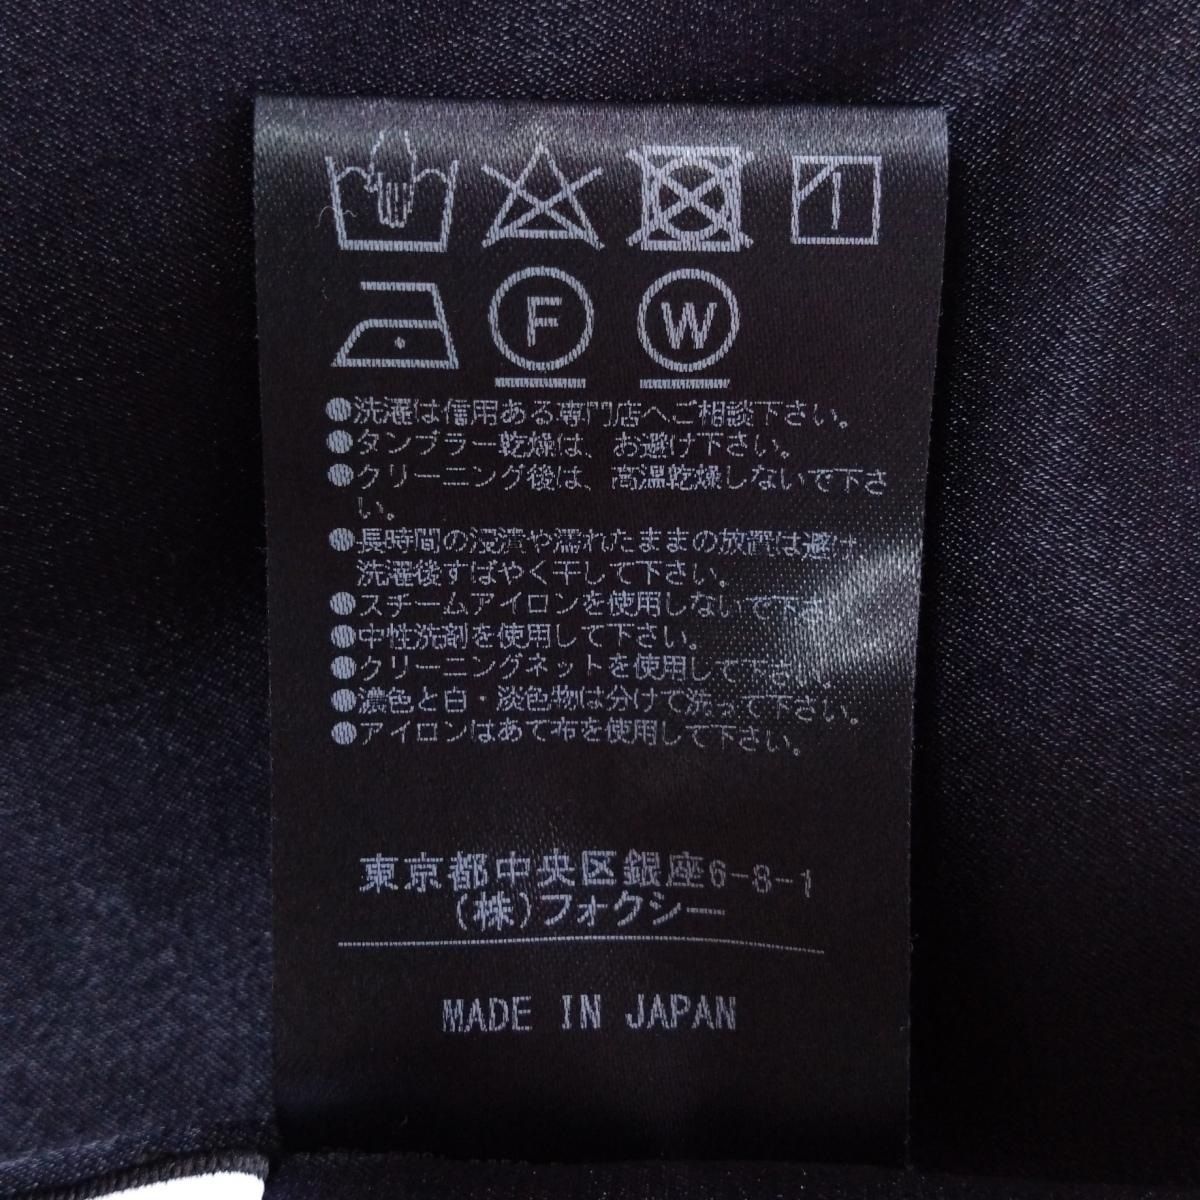 F W
●洗濯は信用ある専門店へご相談下さい。
●タンブラー乾燥は、お避け下さい。
●クリーニング後は、高温乾燥しないで下さ
い。
●長時間の浸漬や濡れたままの放置は避け
洗濯後すばやく干して下さい。
●スチームアイロンを使用しないで下さい。
●中性洗剤を使用して下さい。
●クリーニングネットを使用して下さい。
●濃色と白・淡色物は分けて洗って下さい。
●アイロンはあて布を使用して下さい。
東京都中央区銀座6-8-1
(株)フォクシー
MADE IN JAPAN